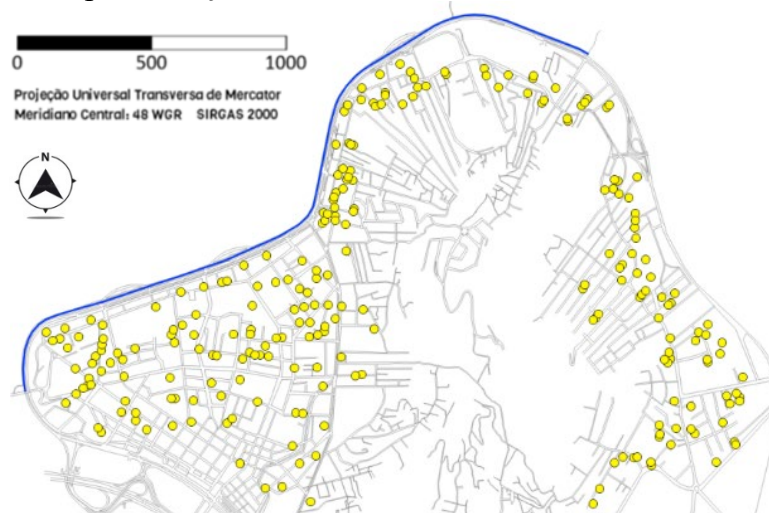 0 500 1000
Projeção Universal Transversa de Mercator
Meridiano Central: 48 WGR SIRGAS 2000
N